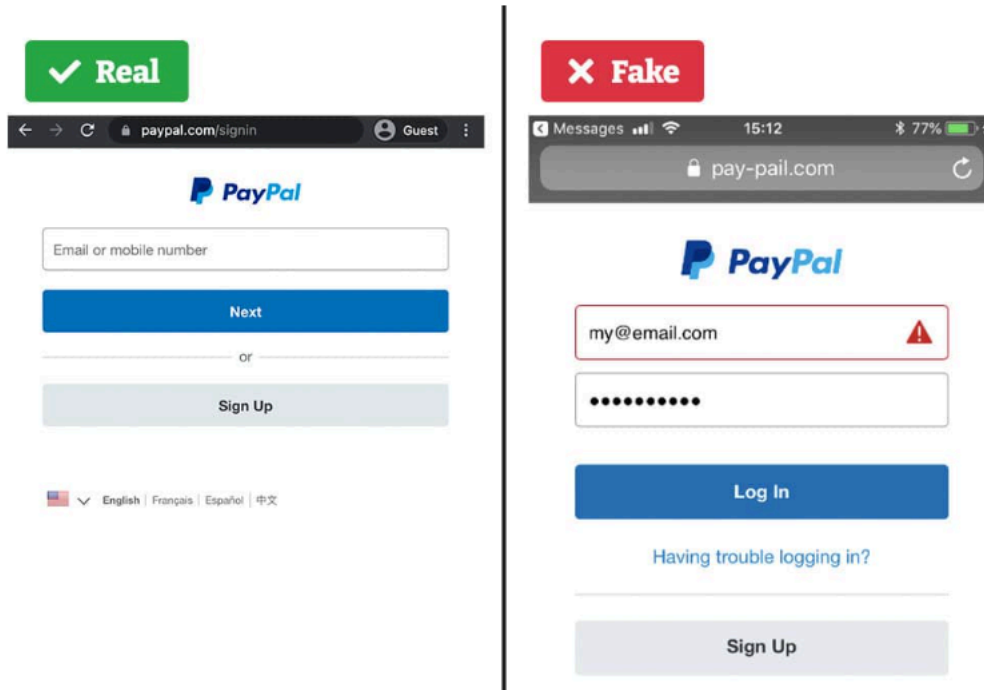 Real
paypal.com/signin
Guest
PayPal
Email or mobile number
Next
or
Sign Up
English | Français | Español | 中文
Fake
Messages 15:12 77%
pay-pail.com
PayPal
my@email.com
Log In
Having trouble logging in?
Sign Up